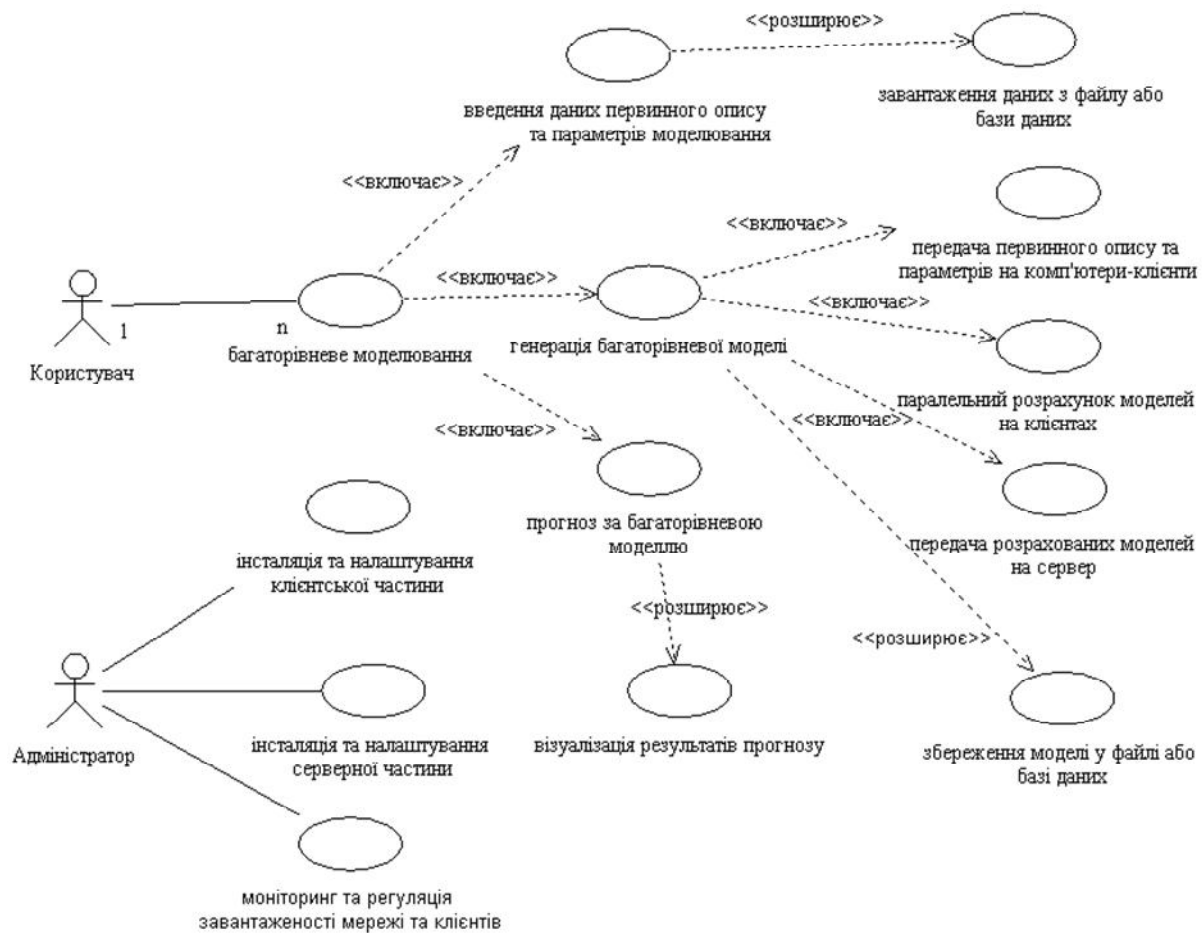 <<розширює>>
введення даних первинного опису
та параметрів моделювання
завантаження даних з файлу або
бази даних
<<включає>>
<<включає>>
передача первинного опису та
параметрів на комп'ютери-клієнти
<<включає>>
<<включає>>
1
n
Користувач
багаторівневе моделювання
генерація багаторівневої моделі
паралельний розрахунок моделей
на клієнтах
<<включає>>
<<включає>>
прогноз за багаторівневою
моделлю
передача розрахованих моделей
на сервер
інсталяція та налаштування
клієнтської частини
<<розширює>>
<<розширює>>
Адміністратор
інсталяція та налаштування
серверної частини
візуалізація результатів прогнозу
збереження моделі у файлі або
базі даних
моніторинг та регуляція
завантаженості мережі та клієнтів